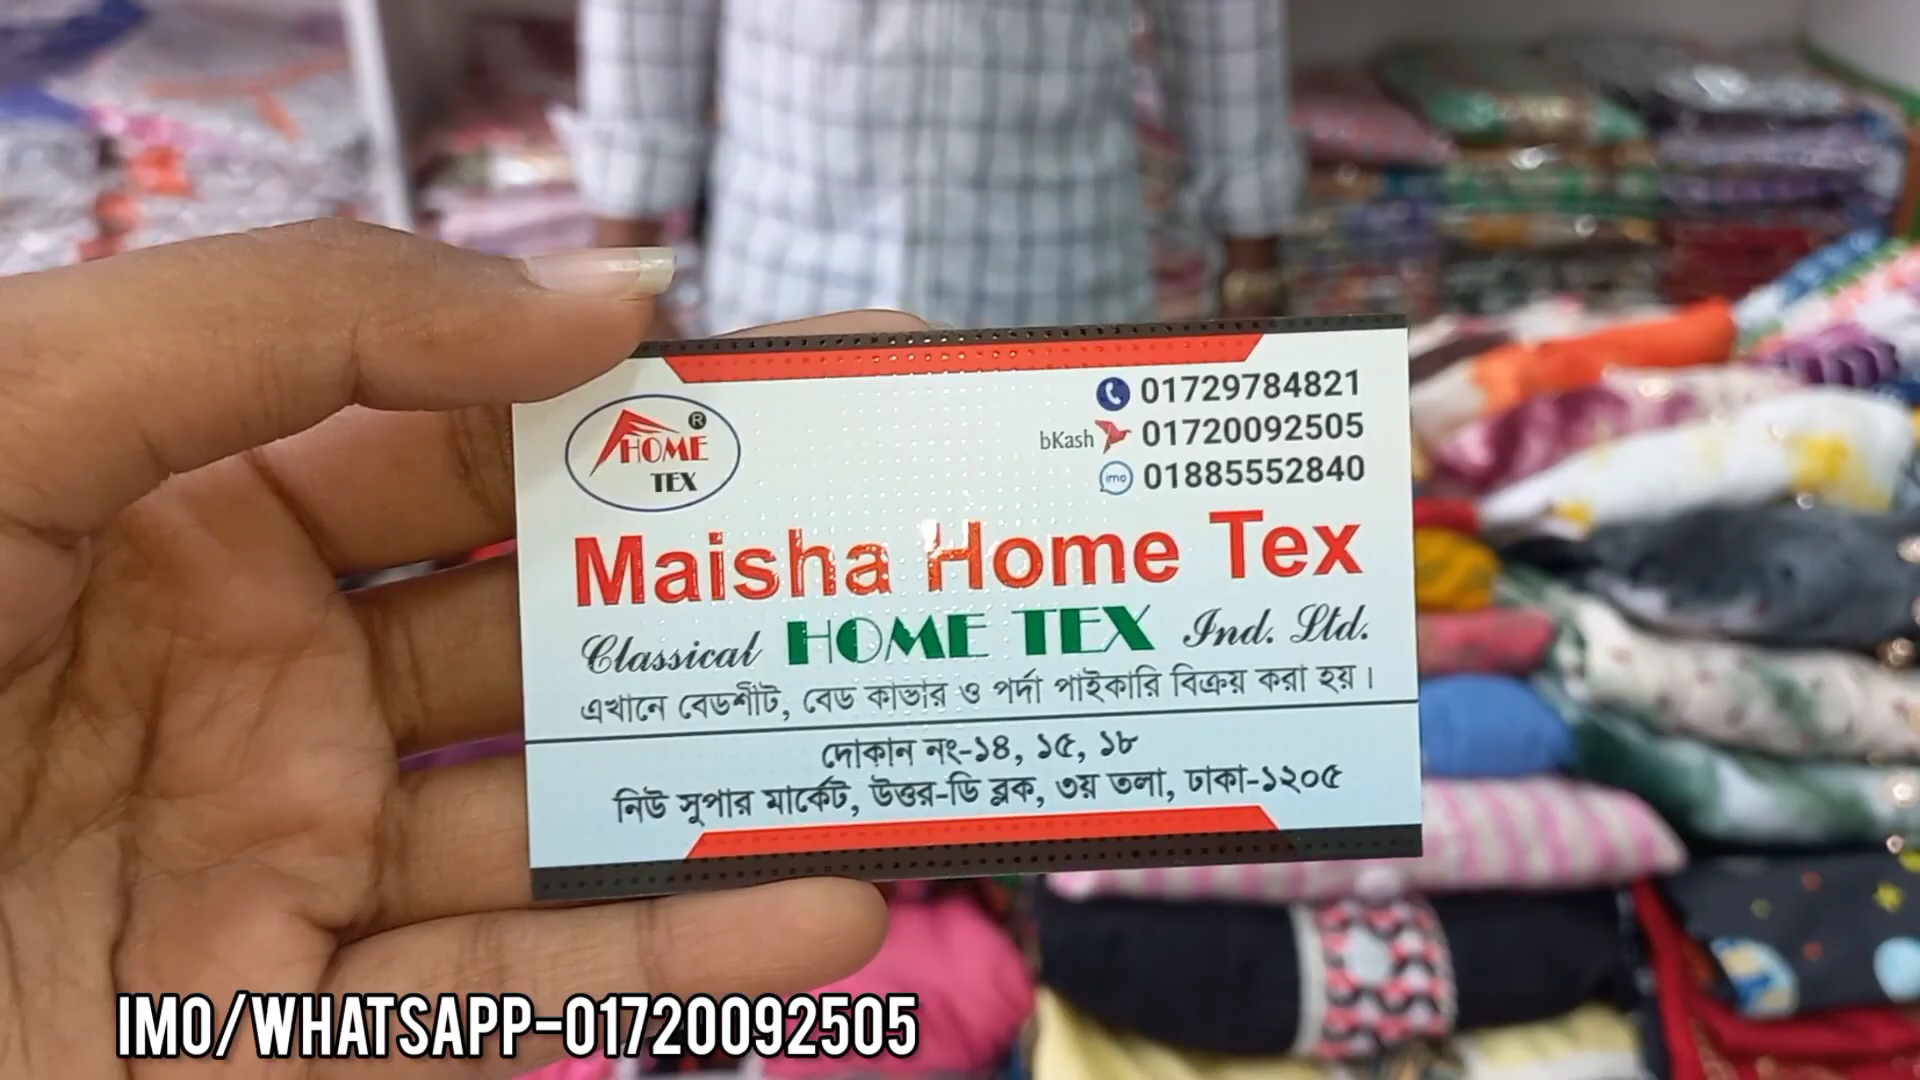 HOME ®
TEX
01729784821
bKash 01720092505
imo 01885552840
Maisha Home Tex
Classical HOME TEX Ind. Ltd.
এখানে বেডশীট, বেড কাভার ও পর্দা পাইকারি বিক্রয় করা হয়।
দোকান নং-১৪, ১৫, ১৮
নিউ সুপার মার্কেট, উত্তর-ডি ব্লক, ৩য় তলা, ঢাকা-১২০৫
IMO/WHATSAPP-01720092505